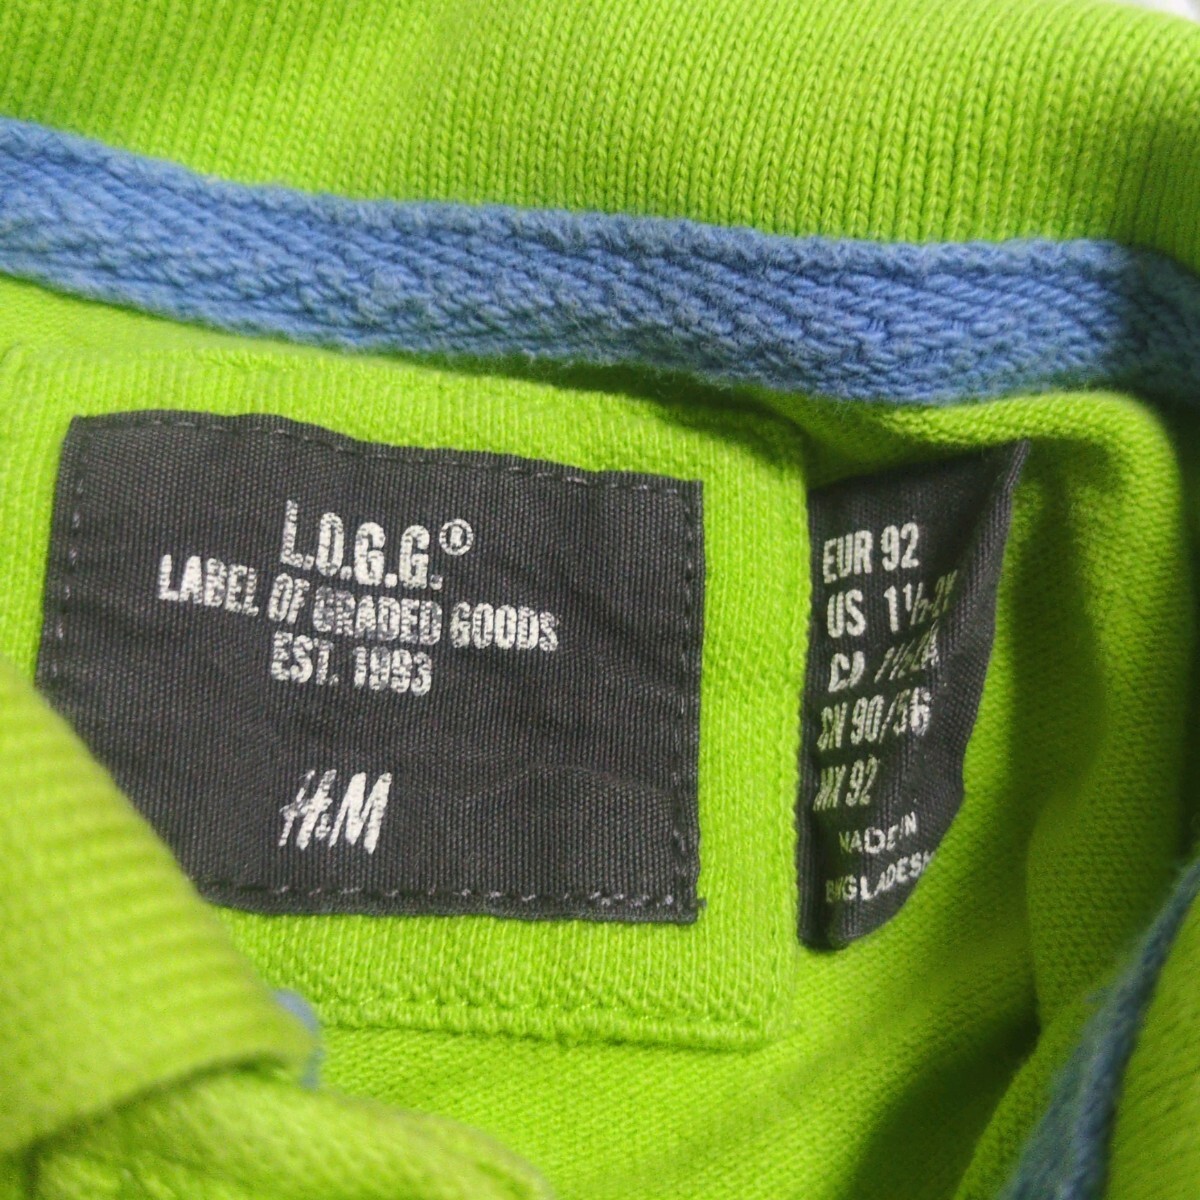 L.O.G.G.®
LABEL OF GRADED GOODS
EST. 1993
H&M
EUR 92
US 1½-2Y
CN 90/56
MX 92
MADE IN
BANGLADESH